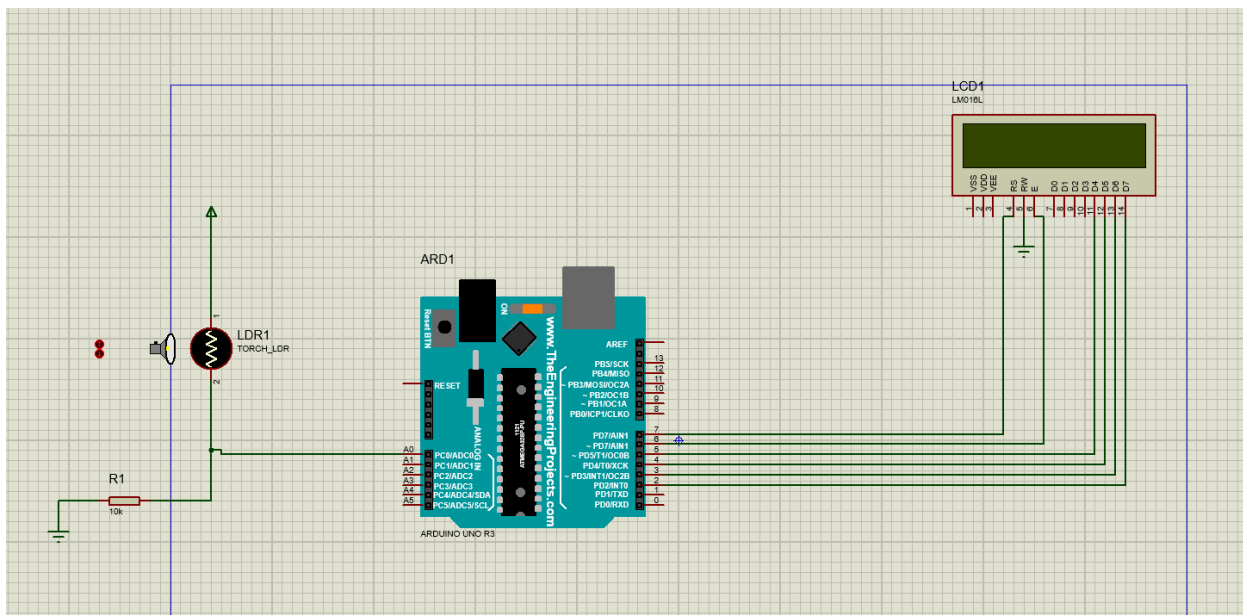 LCD1
LM016L
VSS
VDD
VEE
RS
RW
E
D0
D1
D2
D3
D4
D5
D6
D7
1
2
3
4
5
6
7
8
9
10
11
12
13
14
LDR1
TORCH_LDR
1
2
R1
10k
ARD1
Reset BTN
ON
www.TheEngineeringProjects.com
RESET
ANALOG IN
A0 PC0/ADC0
A1 PC1/ADC1
A2 PC2/ADC2
A3 PC3/ADC3
A4 PC4/ADC4/SDA
A5 PC5/ADC5/SCL
AREF
PB5/SCK 13
PB4/MISO 12
~ PB3/MOSI/OC2A 11
~ PB2/OC1B 10
~ PB1/OC1A 9
PB0/ICP1/CLKO 8
PD7/AIN1 7
~ PD7/AIN1 6
~ PD5/T1/OC0B 5
PD4/T0/XCK 4
~ PD3/INT1/OC2B 3
PD2/INT0 2
PD1/TXD 1
PD0/RXD 0
ARDUINO UNO R3